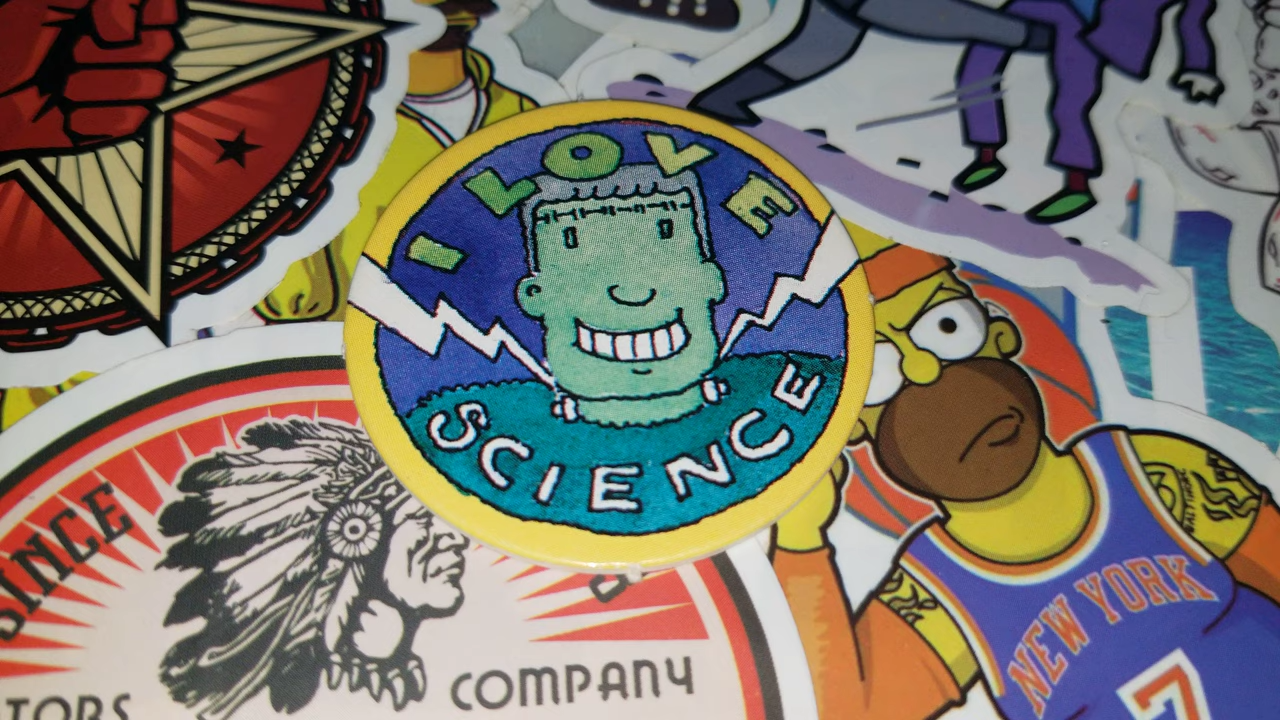 I LOVE
SCIENCE
SINCE
TORS
COMPANY
NEW YORK
7